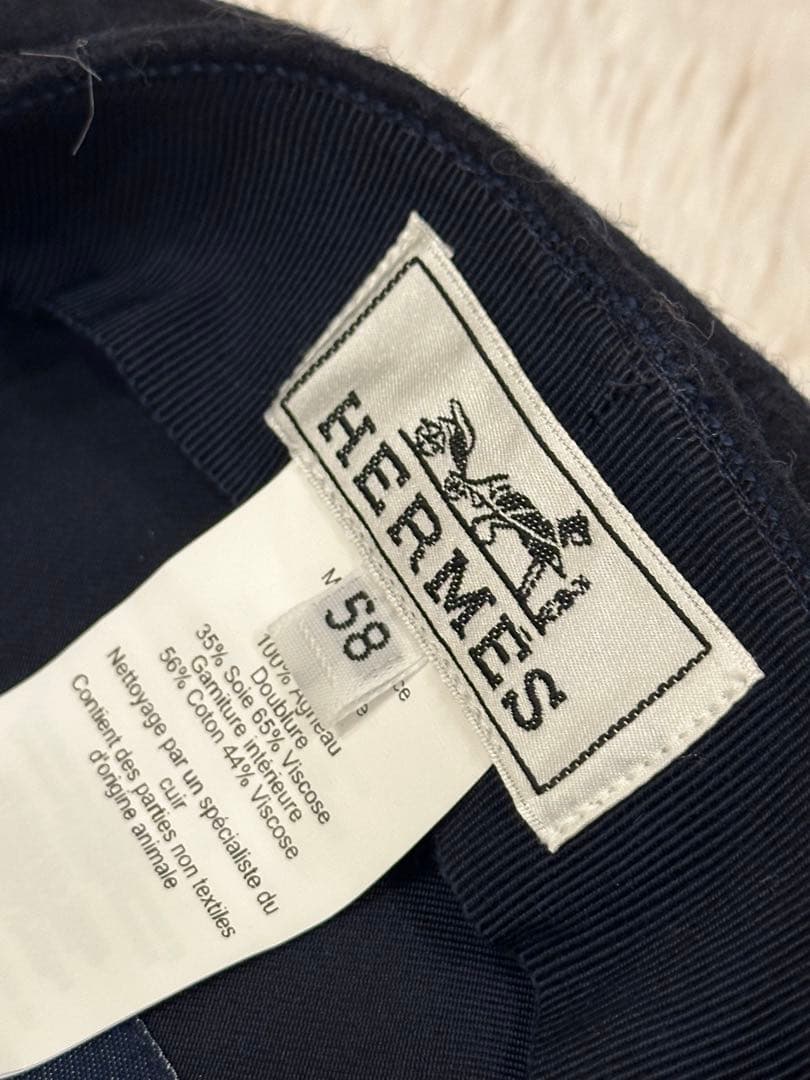 HERMÈS
58
100% Agneau
Doublure
35% Soie 65% Viscose
Garniture intérieure
56% Coton 44% Viscose
Nettoyage par un spécialiste du
cuir
Contient des parties non textiles
d'origine animale